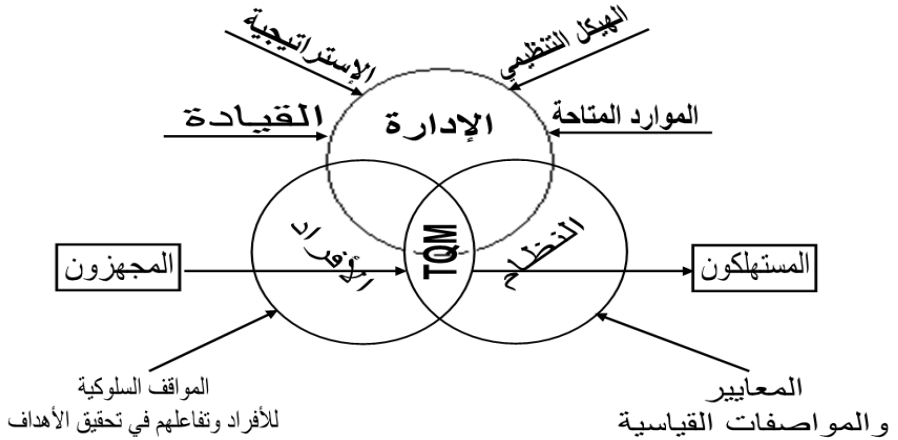 الهيكل التنظيمي
الإستراتيجية
الموارد المتاحة
الإدارة
القيادة
النظام
TQM
الأفراد
المستهلكون
المجهزون
المعايير
والمواصفات القياسية
المواقف السلوكية
للأفراد وتفاعلهم في تحقيق الأهداف